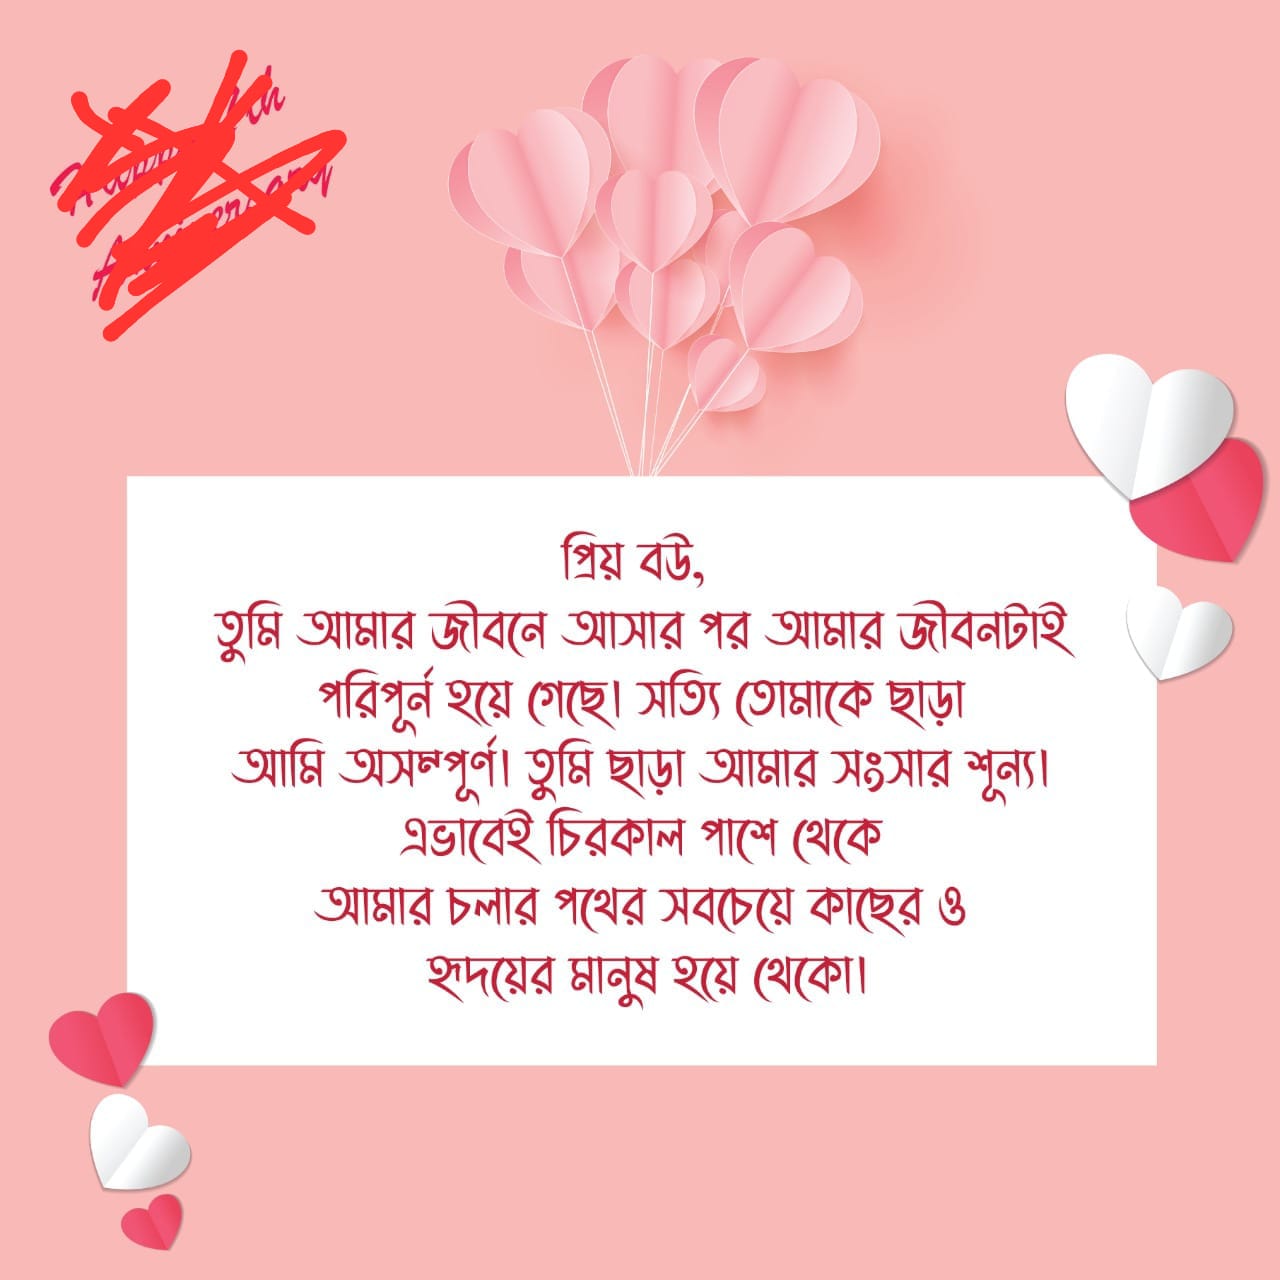 প্রিয় বউ,
তুমি আমার জীবনে আসার পর আমার জীবনটাই
পরিপূর্ন হয়ে গেছে। সত্যি তোমাকে ছাড়া
আমি অসম্পূর্ণ। তুমি ছাড়া আমার সংসার শূন্য।
এভাবেই চিরকাল পাশে থেকে
আমার চলার পথের সবচেয়ে কাছের ও
হৃদয়ের মানুষ হয়ে থেকো।